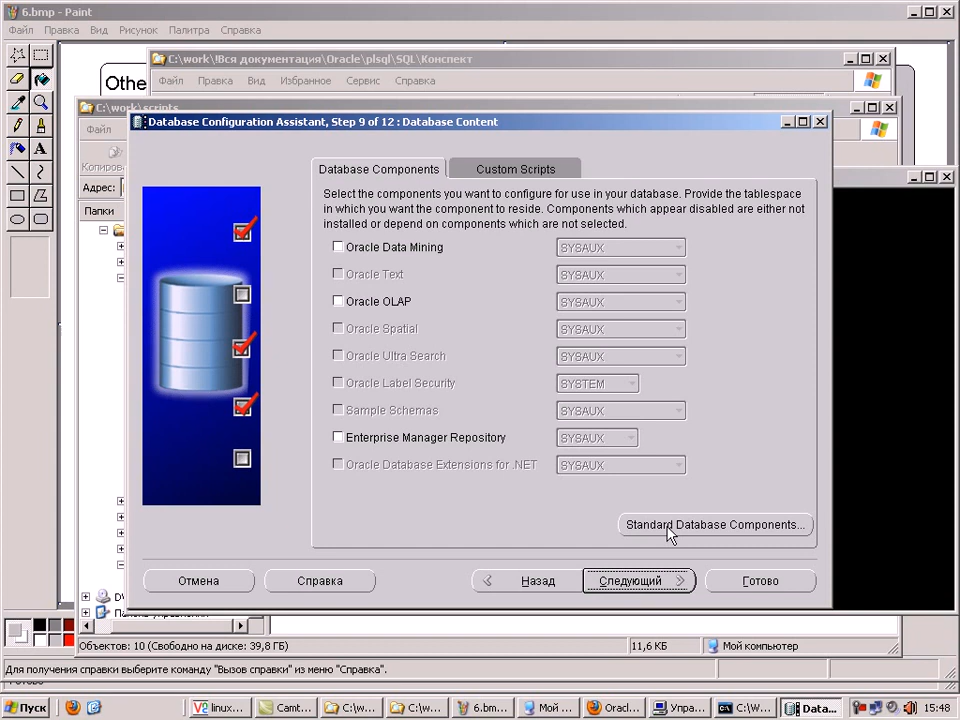 6.bmp - Paint
Файл Правка Вид Рисунок Палитра Справка
C:\work\!Вся документация\Oracle\plsql\SQL\Конспект
Othe
Файл Правка Вид Избранное Сервис Справка
C:\work\scripts
Файл
Database Configuration Assistant, Step 9 of 12 : Database Content
Копиров
Адрес:
Папки
Database Components
Custom Scripts
Select the components you want to configure for use in your database. Provide the tablespace
in which you want the component to reside. Components which appear disabled are either not
installed or depend on components which are not selected.
Oracle Data Mining SYSAUX
Oracle Text SYSAUX
Oracle OLAP SYSAUX
Oracle Spatial SYSAUX
Oracle Ultra Search SYSAUX
Oracle Label Security SYSTEM
Sample Schemas SYSAUX
Enterprise Manager Repository SYSAUX
Oracle Database Extensions for .NET SYSAUX
Standard Database Components...
Отмена Справка Назад Следующий Готово
Объектов: 10 (Свободно на диске: 39,8 ГБ) 11,6 КБ Мой компьютер
Для получения справки выберите команду "Вызов справки" из меню "Справка".
Пуск linux... Camt... C:\w... C:\w... 6.bm... Мой ... Oracl... Упра... C:\W... Data... 15:48